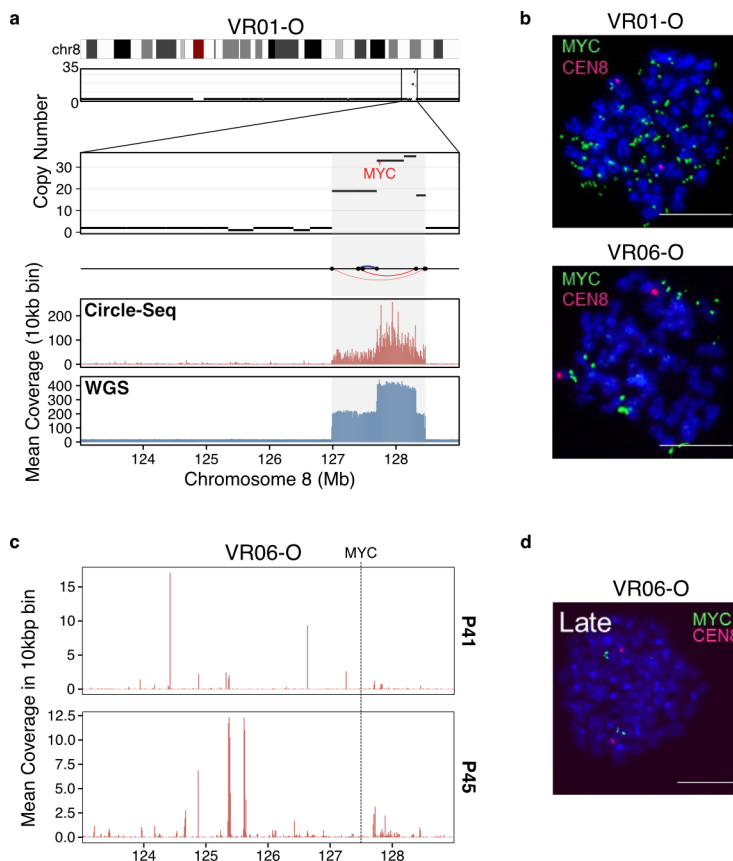 a
VR01-O
chr8
35
0
Copy Number
30
20
10
0
MYC
Circle-Seq
200
100
0
WGS
400
300
200
100
0
Mean Coverage (10kb bin)
124 125 126 127 128
Chromosome 8 (Mb)
b
VR01-O
MYC
CEN8
VR06-O
MYC
CEN8
c
VR06-O
MYC
15
10
5
0
P41
12.5
10.0
7.5
5.0
2.5
0.0
P45
Mean Coverage in 10kbp bin
124 125 126 127 128
d
VR06-O
Late
MYC
CEN8